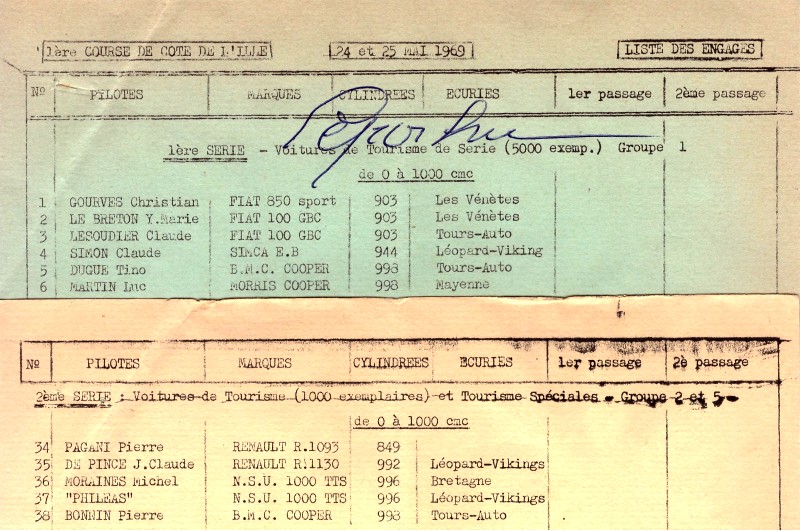 1ère COURSE DE COTE DE L'ILLE 24 et 25 MAI 1969 LISTE DES ENGAGES
Nº PILOTES MARQUES CYLINDREES ECURIES 1er passage 2ème passage
1ère SERIE - Voitures de Tourisme de Serie (5000 exemp.) Groupe 1
de 0 à 1000 cmc
1 GOURVES Christian FIAT 850 sport 903 Les Vénètes
2 LE BRETON Y.Marie FIAT 100 GBC 903 Les Vénètes
3 LESOUDIER Claude FIAT 100 GBC 903 Tours-Auto
4 SIMON Claude SIMCA E.B 944 Léopard-Viking
5 DUGUE Tino B.M.C. COOPER 998 Tours-Auto
6 MARTIN Luc MORRIS COOPER 998 Mayenne
Nº PILOTES MARQUES CYLINDREES ECURIES 1er passage 2è passage
2ème SERIE : Voitures de Tourisme (1000 exemplaires) et Tourisme Spéciales - Groupe 2 et 5-
de 0 à 1000 cmc
34 PAGANI Pierre RENAULT R.1093 849
35 DE PINCE J.Claude RENAULT R.1130 992 Léopard-Vikings
36 MORAINES Michel N.S.U. 1000 TTS 996 Bretagne
37 "PHILEAS" N.S.U. 1000 TTS 996 Léopard-Vikings
38 BONNIN Pierre B.M.C. COOPER 998 Tours-Auto